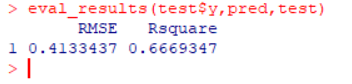 > eval_results(test$y,pred,test)
RMSE Rsquare
1 0.4133437 0.6669347
>